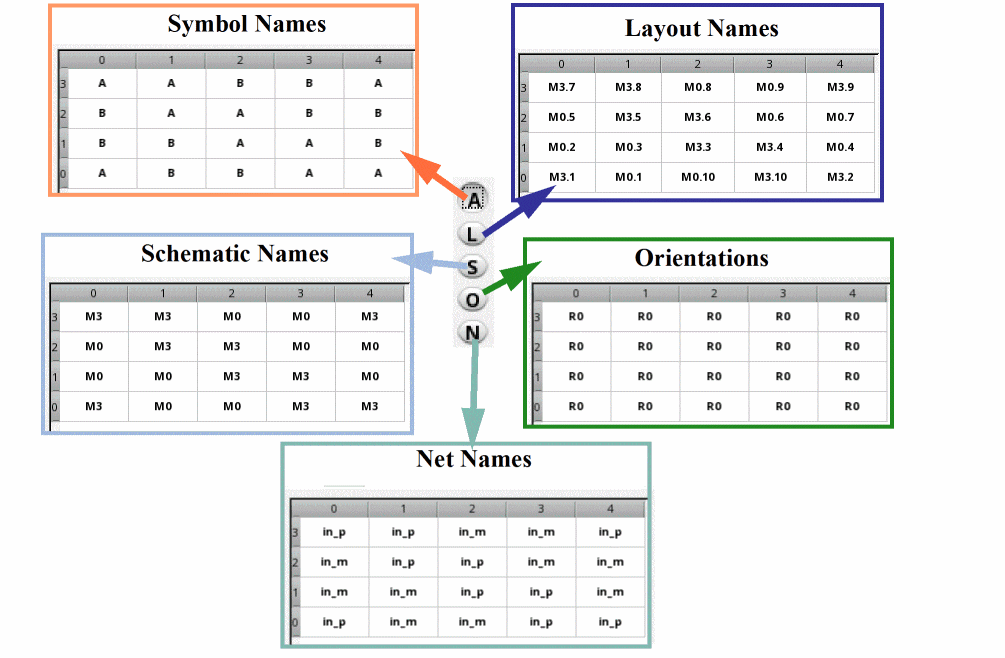 Symbol Names
0 1 2 3 4
3 A A B B A
2 B A A B B
1 B B A A B
0 A B B A A
Layout Names
0 1 2 3 4
3 M3.7 M3.8 M0.8 M0.9 M3.9
2 M0.5 M3.5 M3.6 M0.6 M0.7
1 M0.2 M0.3 M3.3 M3.4 M0.4
0 M3.1 M0.1 M0.10 M3.10 M3.2
A
L
S
O
N
Schematic Names
0 1 2 3 4
3 M3 M3 M0 M0 M3
2 M0 M3 M3 M0 M0
1 M0 M0 M3 M3 M0
0 M3 M0 M0 M3 M3
Orientations
0 1 2 3 4
3 R0 R0 R0 R0 R0
2 R0 R0 R0 R0 R0
1 R0 R0 R0 R0 R0
0 R0 R0 R0 R0 R0
Net Names
0 1 2 3 4
3 in_p in_p in_m in_m in_p
2 in_m in_p in_p in_m in_m
1 in_m in_m in_p in_p in_m
0 in_p in_m in_m in_p in_p